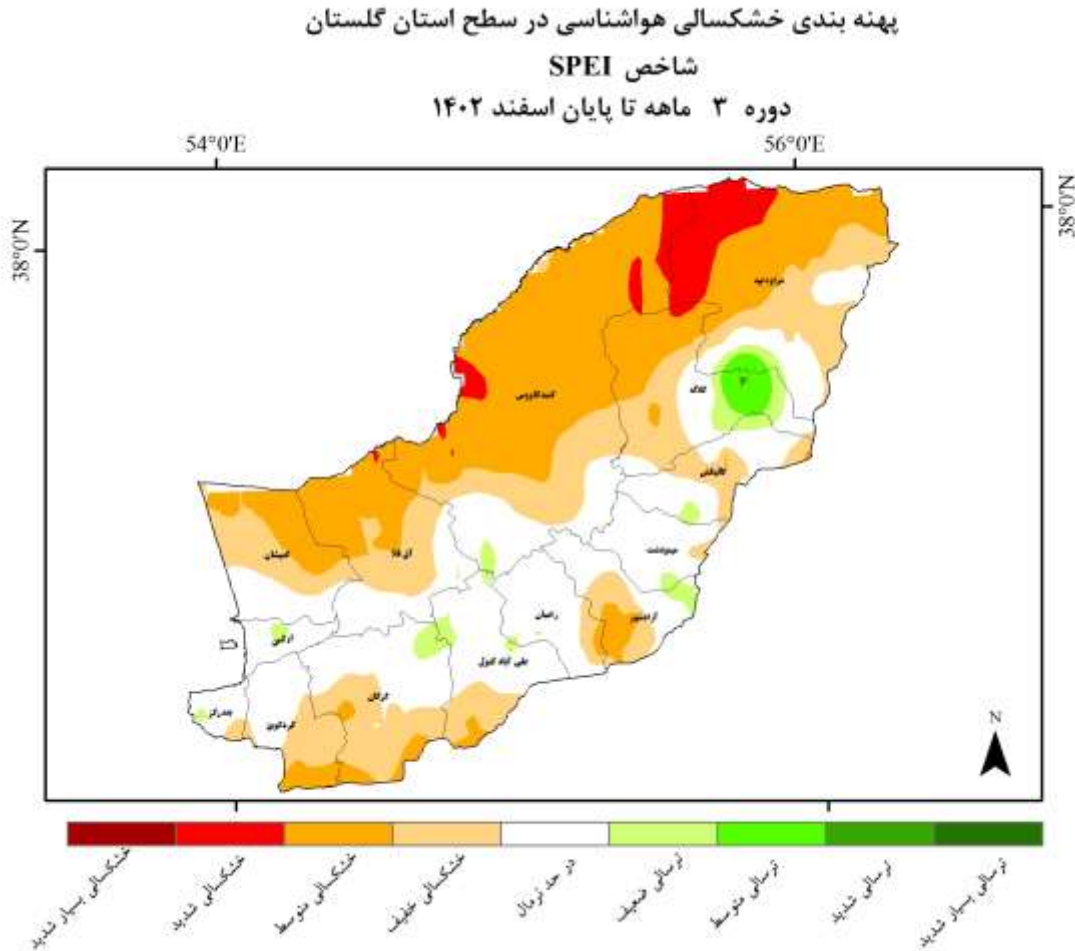 پهنه بندی خشکسالی هواشناسی در سطح استان گلستان
شاخص SPEI
دوره ۳ ماهه تا پایان اسفند ۱۴۰۲
54°0'E
56°0'E
38°0'N
38°0'N
مراوه تپه
گنبدکاووس
کلاله
گالیکش
مینودشت
گمیشان
آق قلا
آزادشهر
رامیان
ترکمن
علی آباد کتول
گرگان
بندرگز
کردکوی
N
خشکسالی بسیار شدید
خشکسالی شدید
خشکسالی متوسط
خشکسالی خفیف
در حد نرمال
ترسالی ضعیف
ترسالی متوسط
ترسالی شدید
ترسالی بسیار شدید